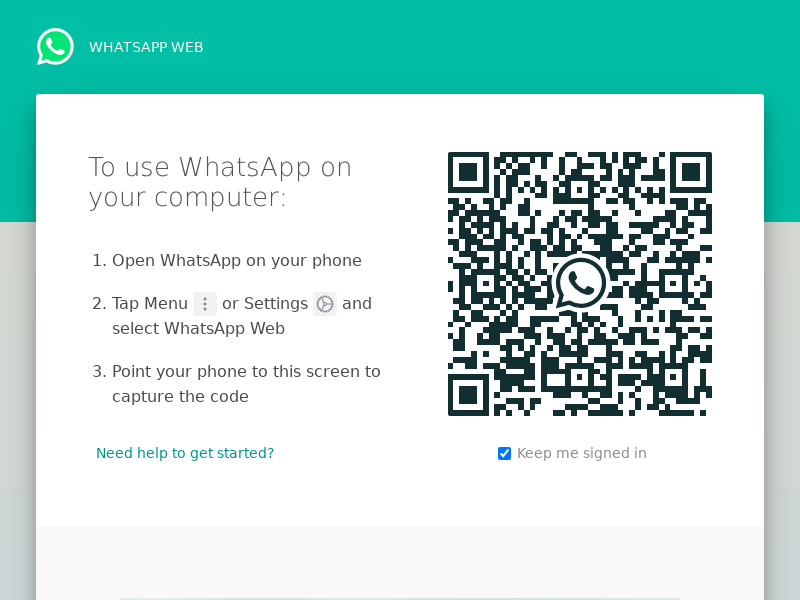 WHATSAPP WEB
To use WhatsApp on
your computer:
1. Open WhatsApp on your phone
2. Tap Menu or Settings and
select WhatsApp Web
3. Point your phone to this screen to
capture the code
Need help to get started?
Keep me signed in